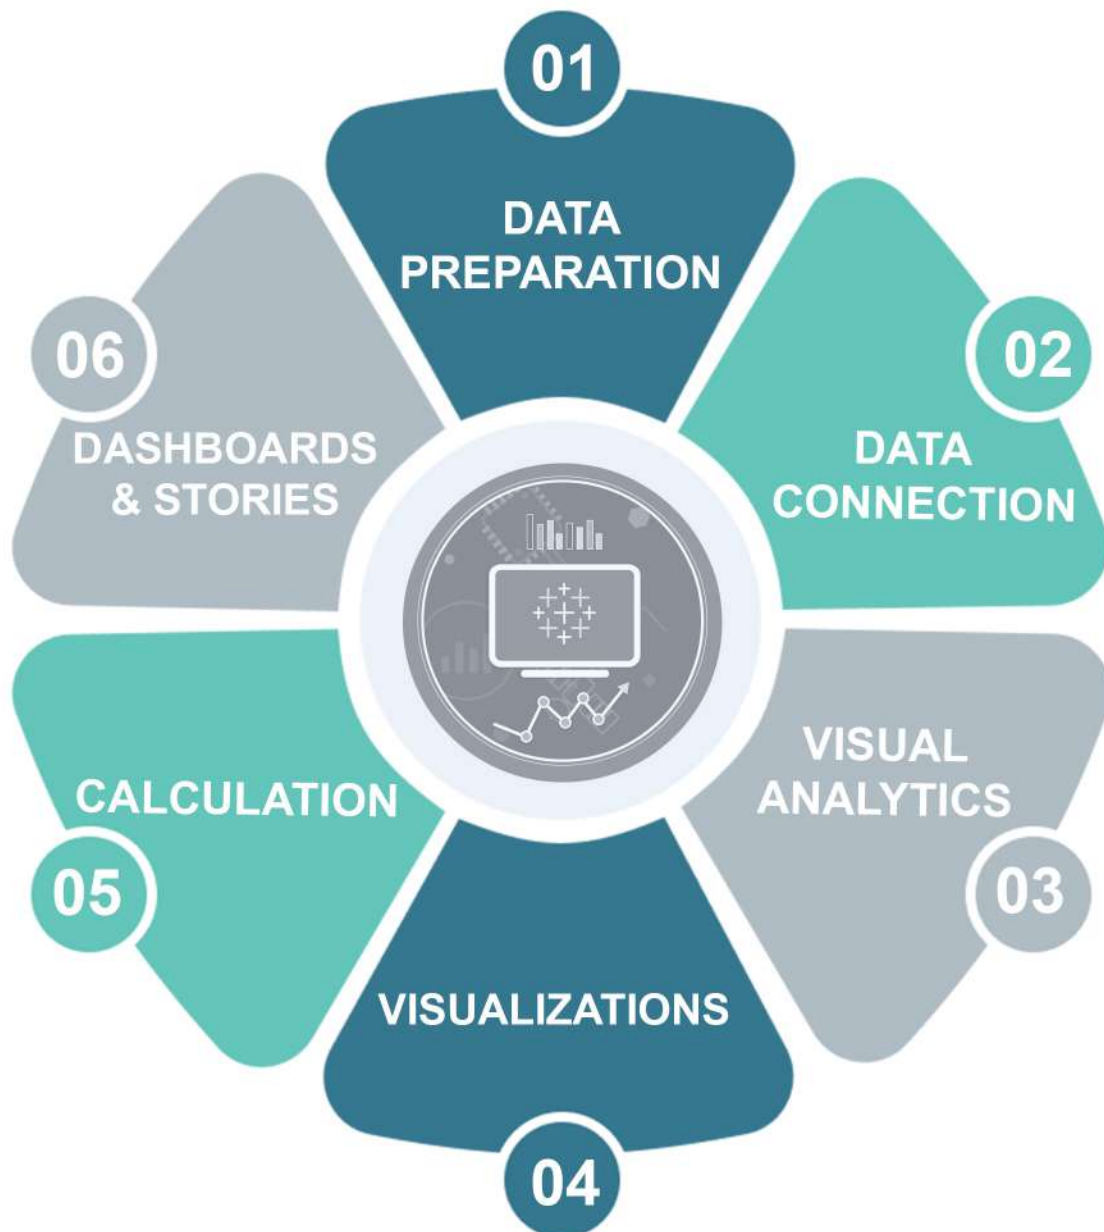 01
DATA
PREPARATION
02
DATA
CONNECTION
03
VISUAL
ANALYTICS
04
VISUALIZATIONS
05
CALCULATION
06
DASHBOARDS
& STORIES